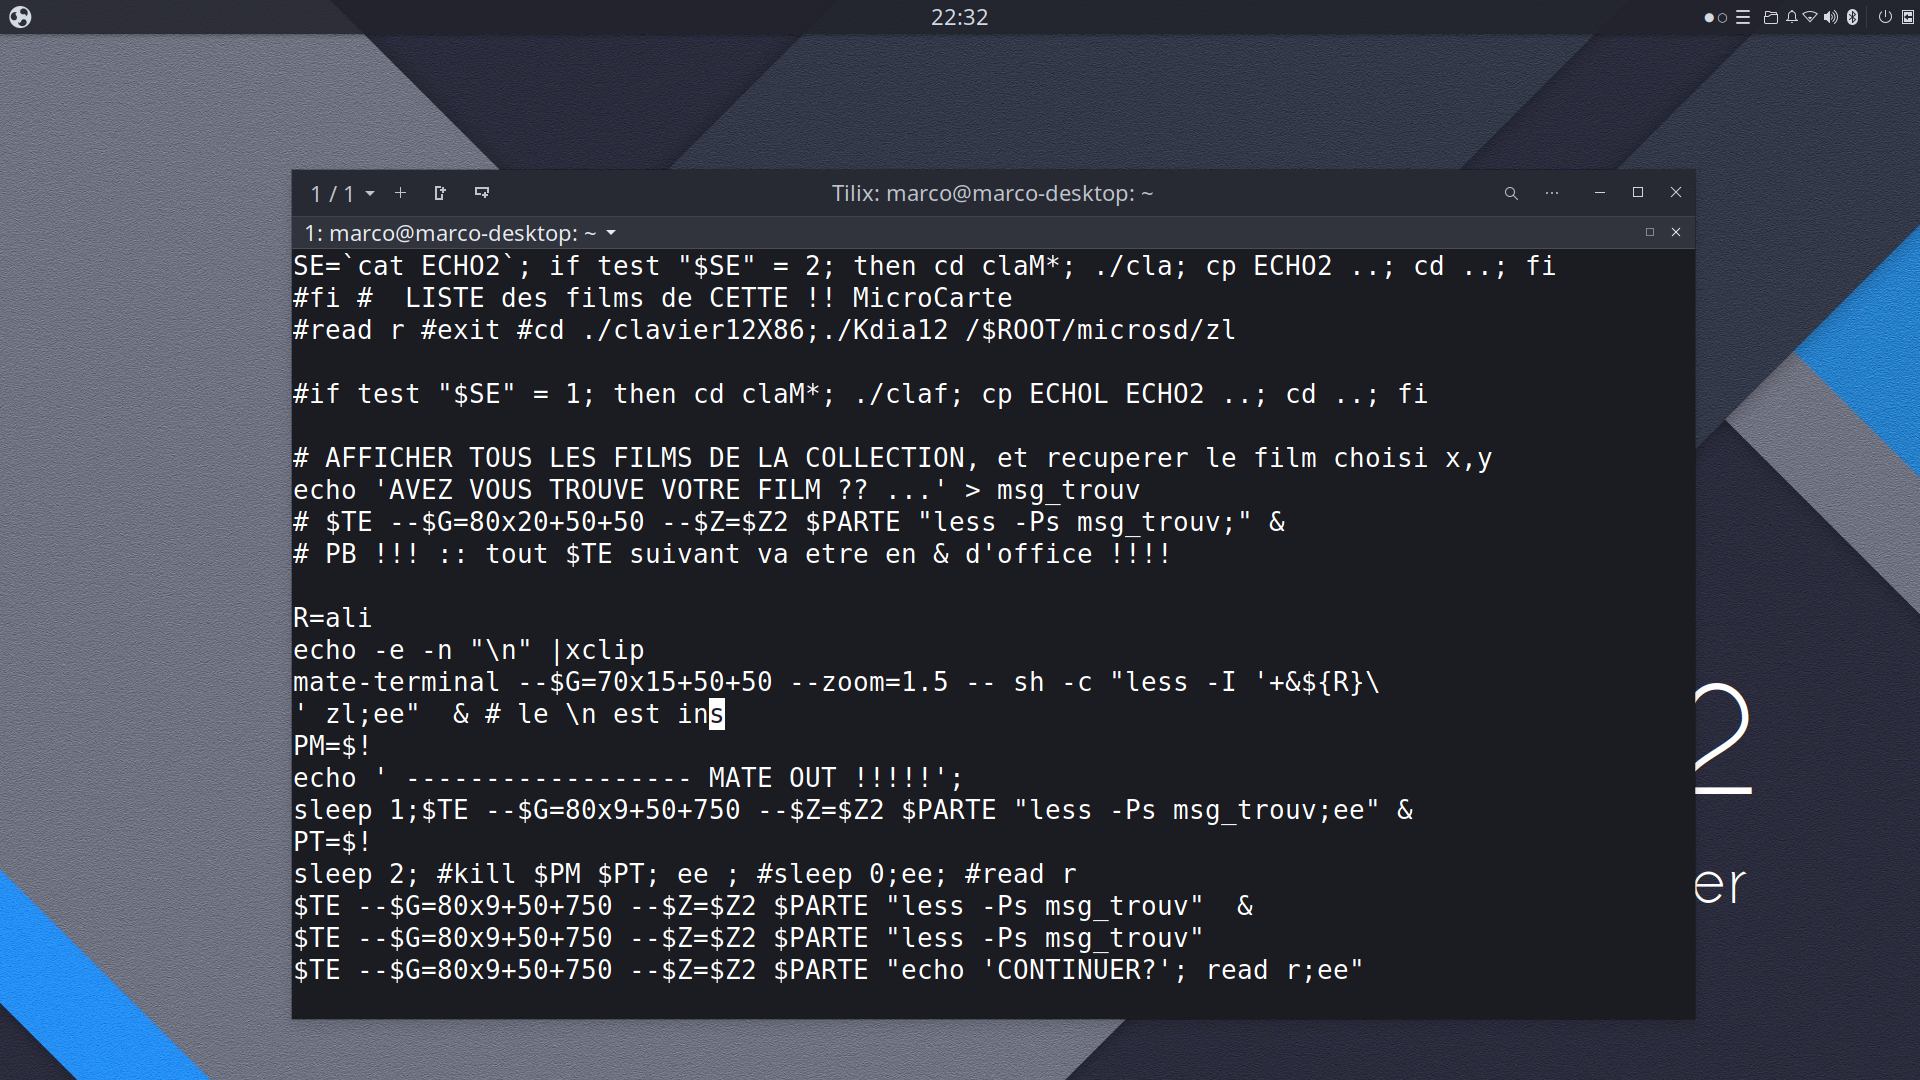 22:32
1 / 1
Tilix: marco@marco-desktop: ~
1: marco@marco-desktop: ~
SE=`cat ECHO2`; if test "$SE" = 2; then cd claM*; ./cla; cp ECHO2 ..; cd ..; fi
#fi #  LISTE des films de CETTE !! MicroCarte
#read r #exit #cd ./clavier12X86;./Kdia12 /$ROOT/microsd/zl
#if test "$SE" = 1; then cd claM*; ./claf; cp ECHOL ECHO2 ..; cd ..; fi
# AFFICHER TOUS LES FILMS DE LA COLLECTION, et recuperer le film choisi x,y
echo 'AVEZ VOUS TROUVE VOTRE FILM ?? ...' > msg_trouv
# $TE --$G=80x20+50+50 --$Z=$Z2 $PARTE "less -Ps msg_trouv;" &
# PB !!! :: tout $TE suivant va etre en & d'office !!!!
R=ali
echo -e -n "\n" |xclip
mate-terminal --$G=70x15+50+50 --zoom=1.5 -- sh -c "less -I '+&${R}\
' zl;ee"  & # le \n est ins
PM=$!
echo ' ------------------ MATE OUT !!!!!';
sleep 1;$TE --$G=80x9+50+750 --$Z=$Z2 $PARTE "less -Ps msg_trouv;ee" &
PT=$!
sleep 2; #kill $PM $PT; ee ; #sleep 0;ee; #read r
$TE --$G=80x9+50+750 --$Z=$Z2 $PARTE "less -Ps msg_trouv"  &
$TE --$G=80x9+50+750 --$Z=$Z2 $PARTE "less -Ps msg_trouv"
$TE --$G=80x9+50+750 --$Z=$Z2 $PARTE "echo 'CONTINUER?'; read r;ee"
2
er